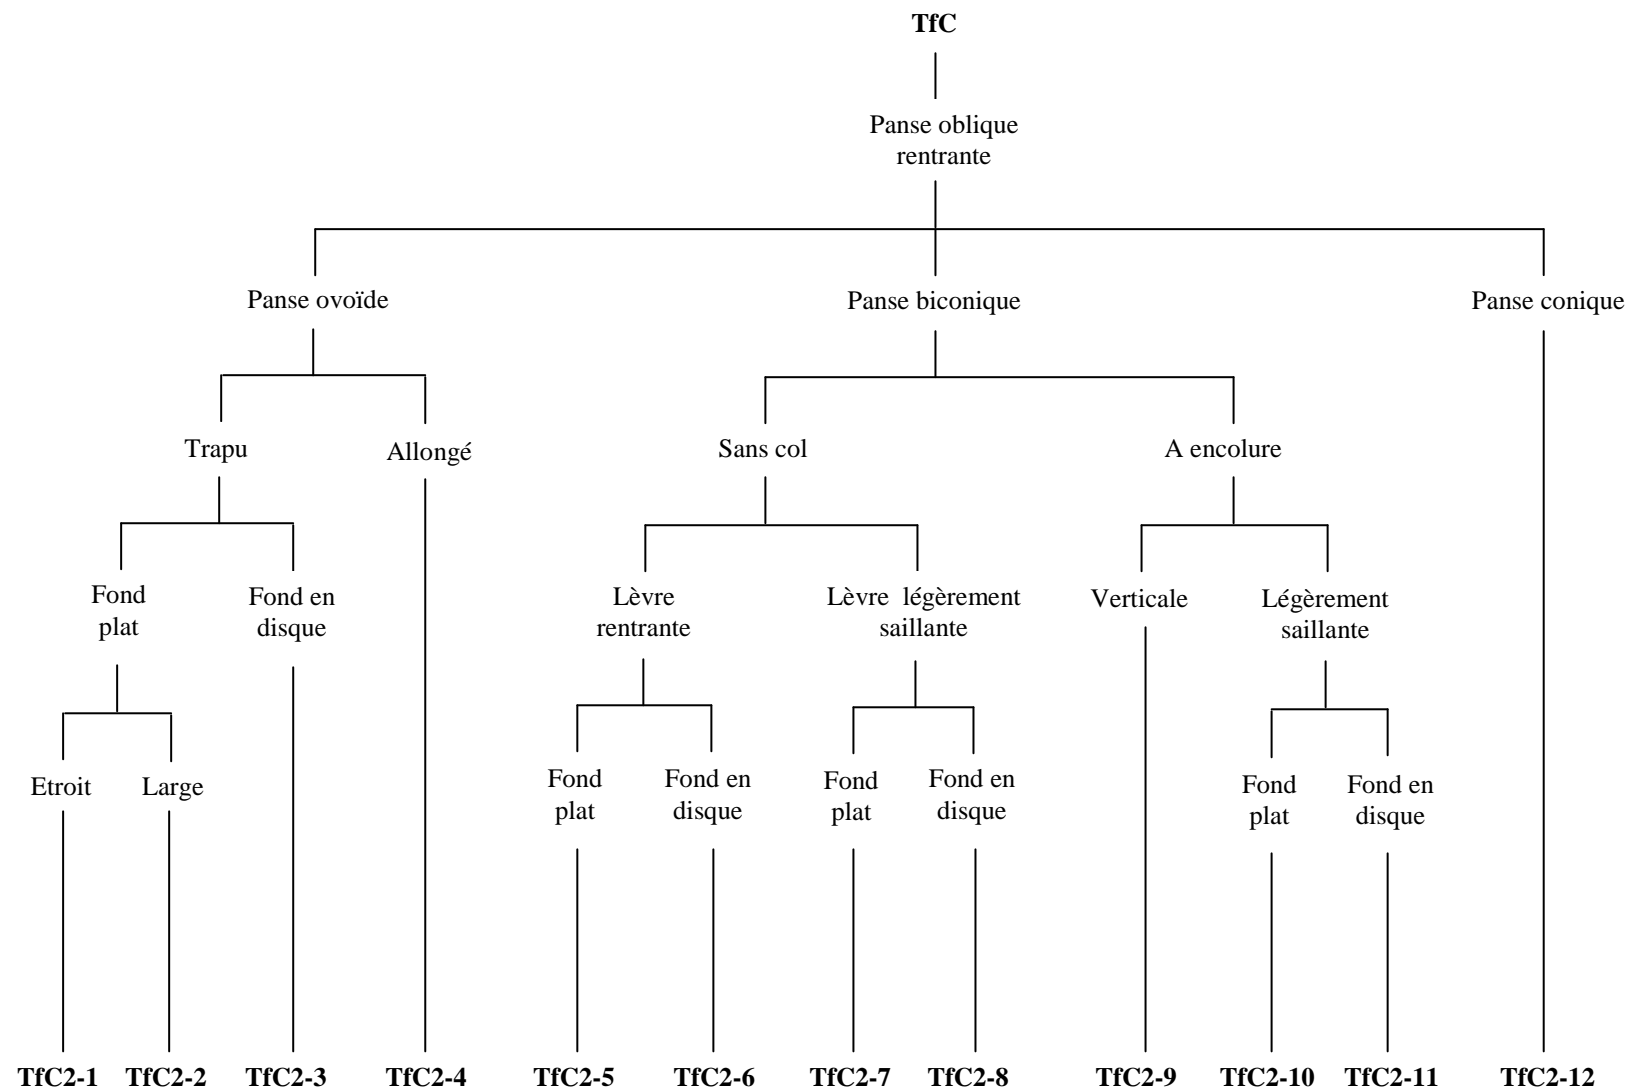 TfC
Panse oblique
rentrante
Panse ovoïde
Panse biconique
Panse conique
Trapu
Allongé
Sans col
A encolure
Fond
plat
Fond en
disque
Lèvre
rentrante
Lèvre légèrement
saillante
Verticale
Légèrement
saillante
Etroit
Large
Fond
plat
Fond en
disque
Fond
plat
Fond en
disque
Fond
plat
Fond en
disque
TfC2-1 TfC2-2 TfC2-3 TfC2-4 TfC2-5 TfC2-6 TfC2-7 TfC2-8 TfC2-9 TfC2-10 TfC2-11 TfC2-12